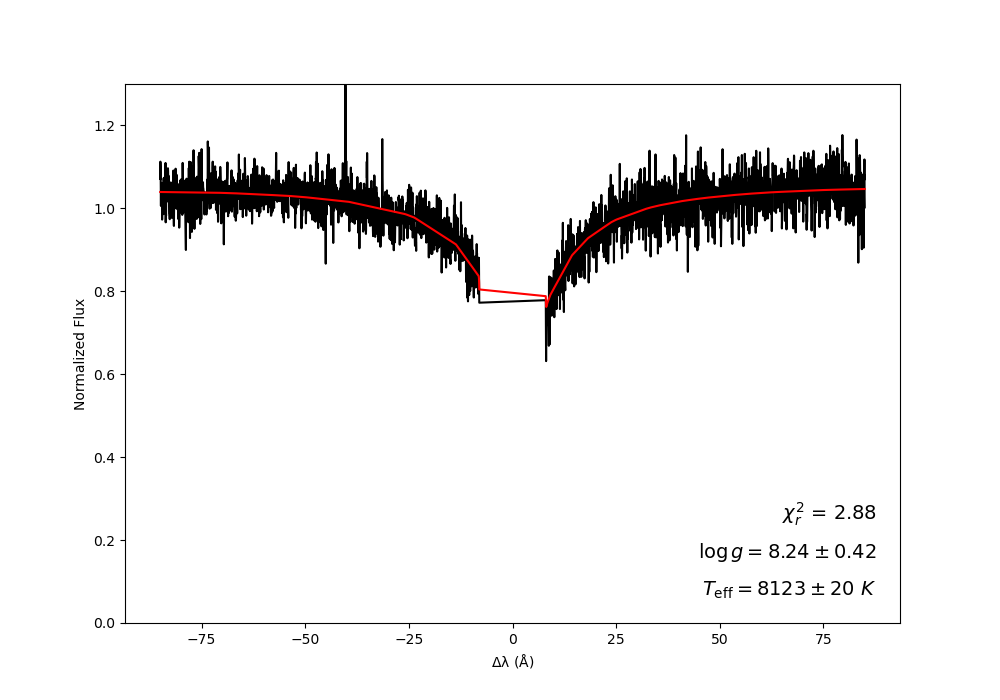 1.2
1.0
0.8
0.6
0.4
0.2
0.0
Normalized Flux
χ²ᵣ = 2.88
log g = 8.24 ± 0.42
T_eff = 8123 ± 20 K
−75 −50 −25 0 25 50 75
Δλ (Å)